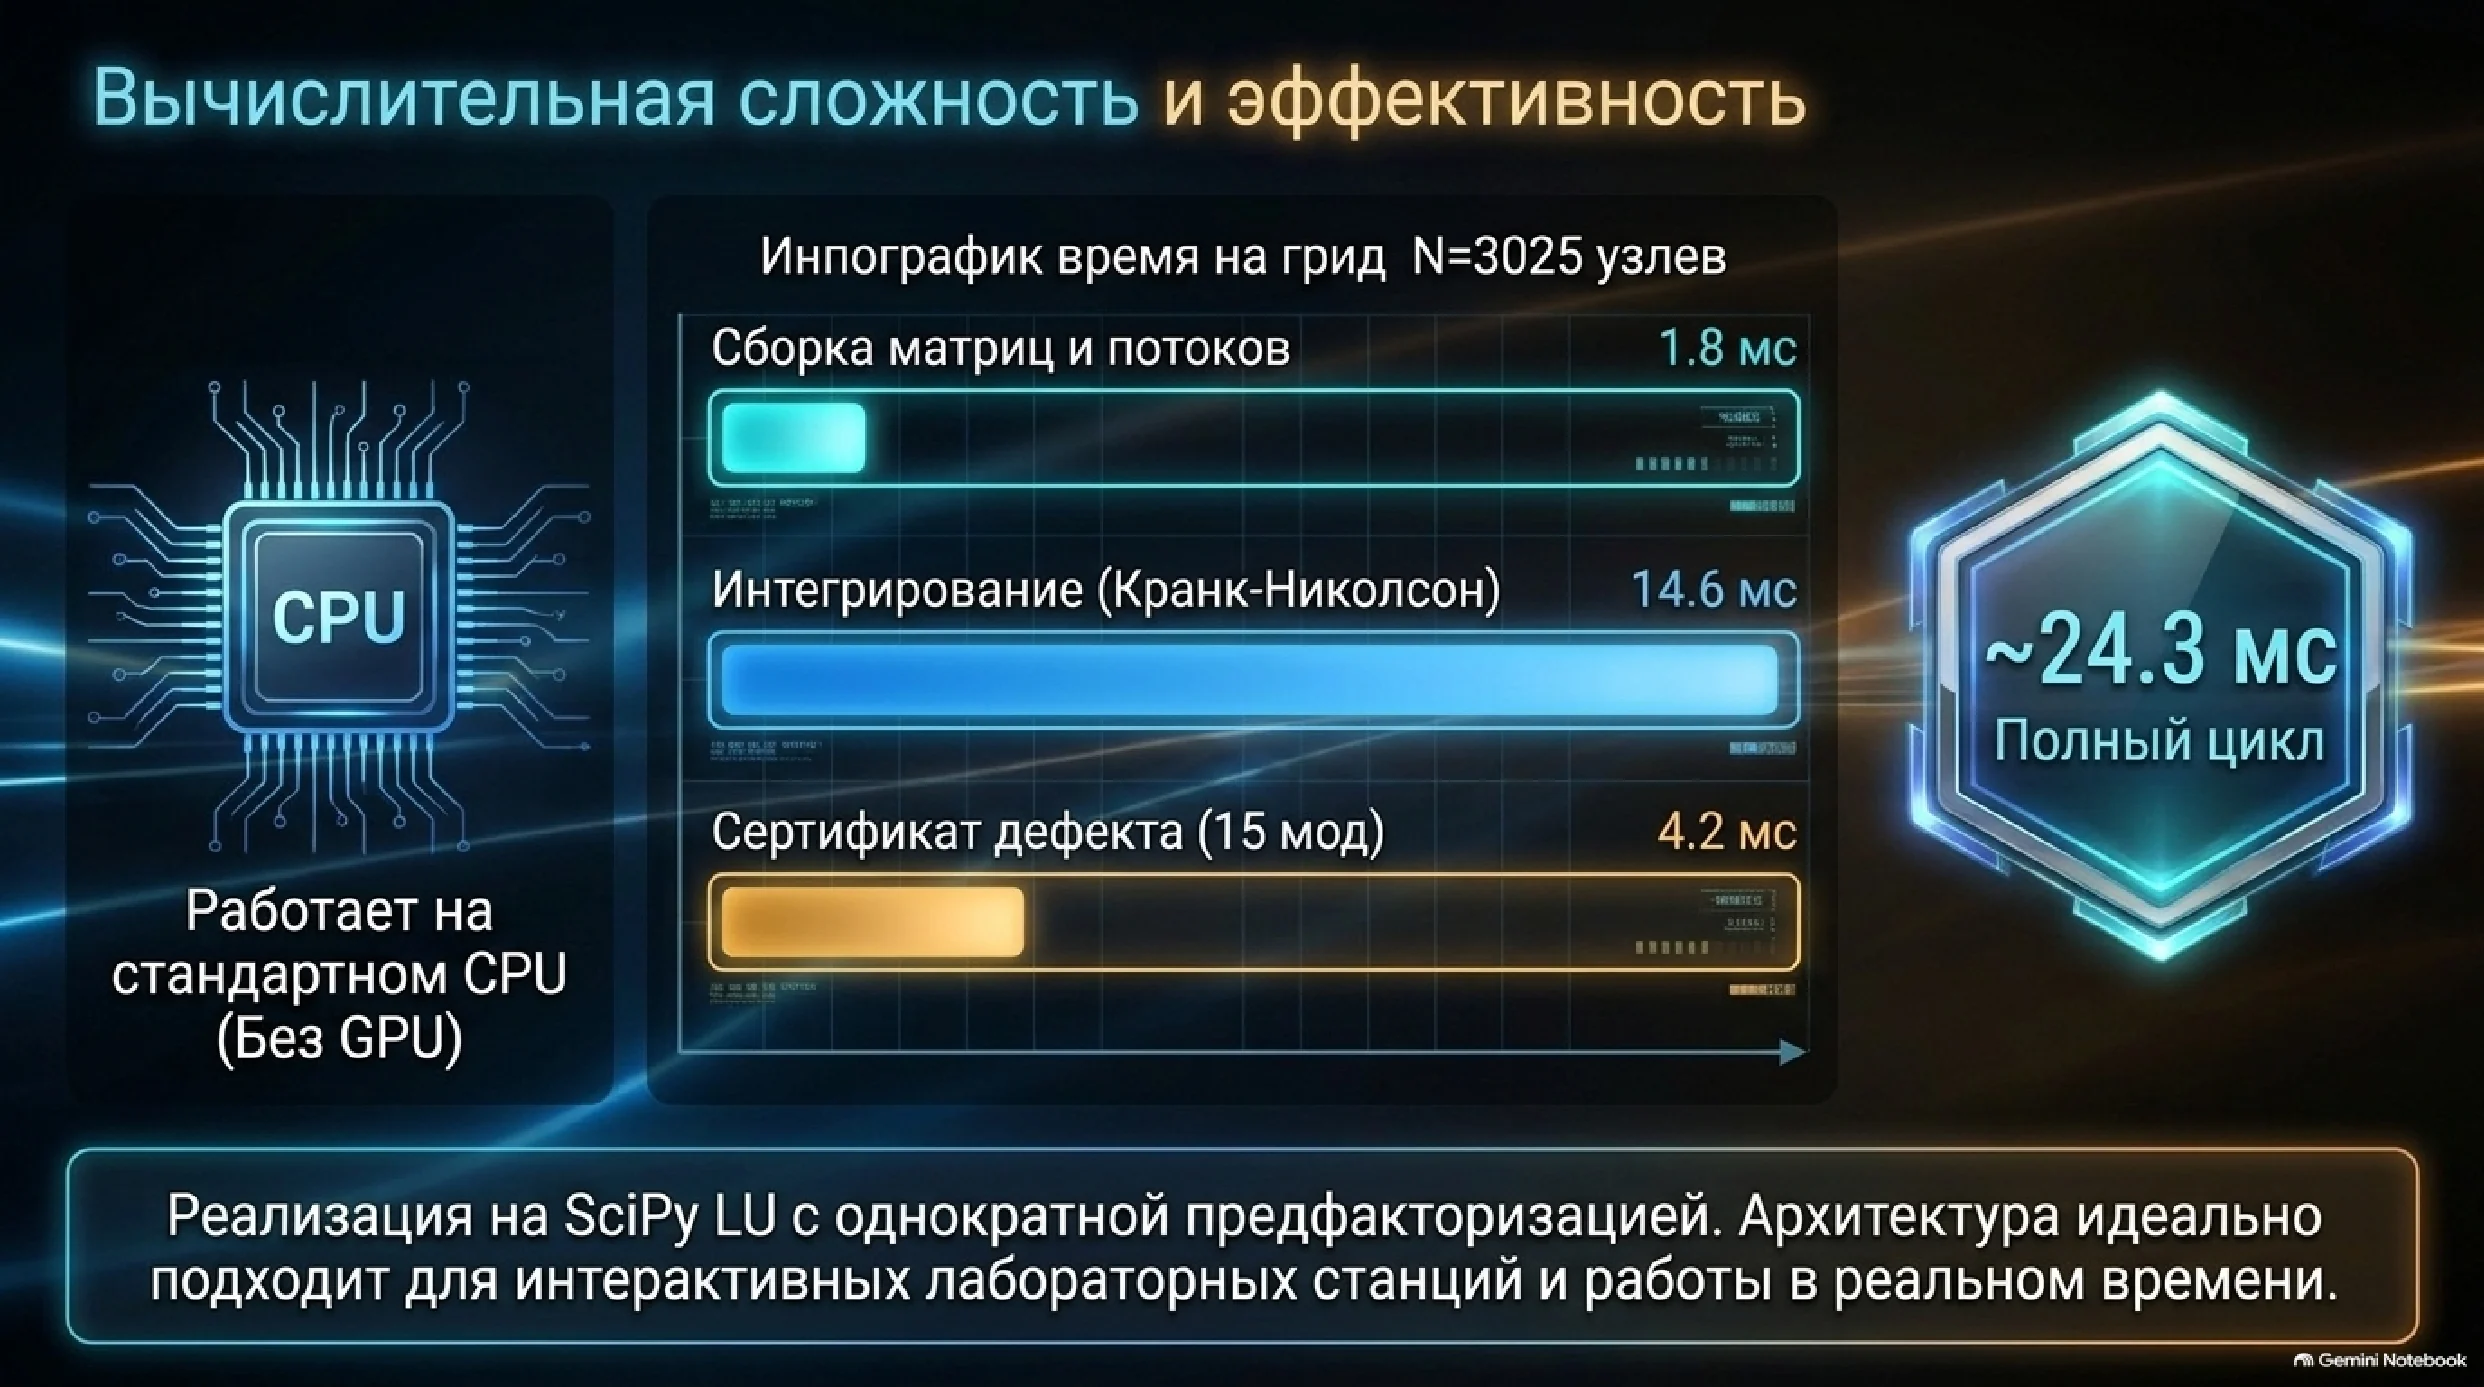 Вычислительная сложность и эффективность
CPU
Работает на
стандартном CPU
(Без GPU)
Инпографик время на грид N=3025 узлев
Сборка матриц и потоков 1.8 мс
Интегрирование (Кранк-Николсон) 14.6 мс
Сертификат дефекта (15 мод) 4.2 мс
~24.3 мс
Полный цикл
Реализация на SciPy LU с однократной предфакторизацией. Архитектура идеально
подходит для интерактивных лабораторных станций и работы в реальном времени.
Gemini Notebook